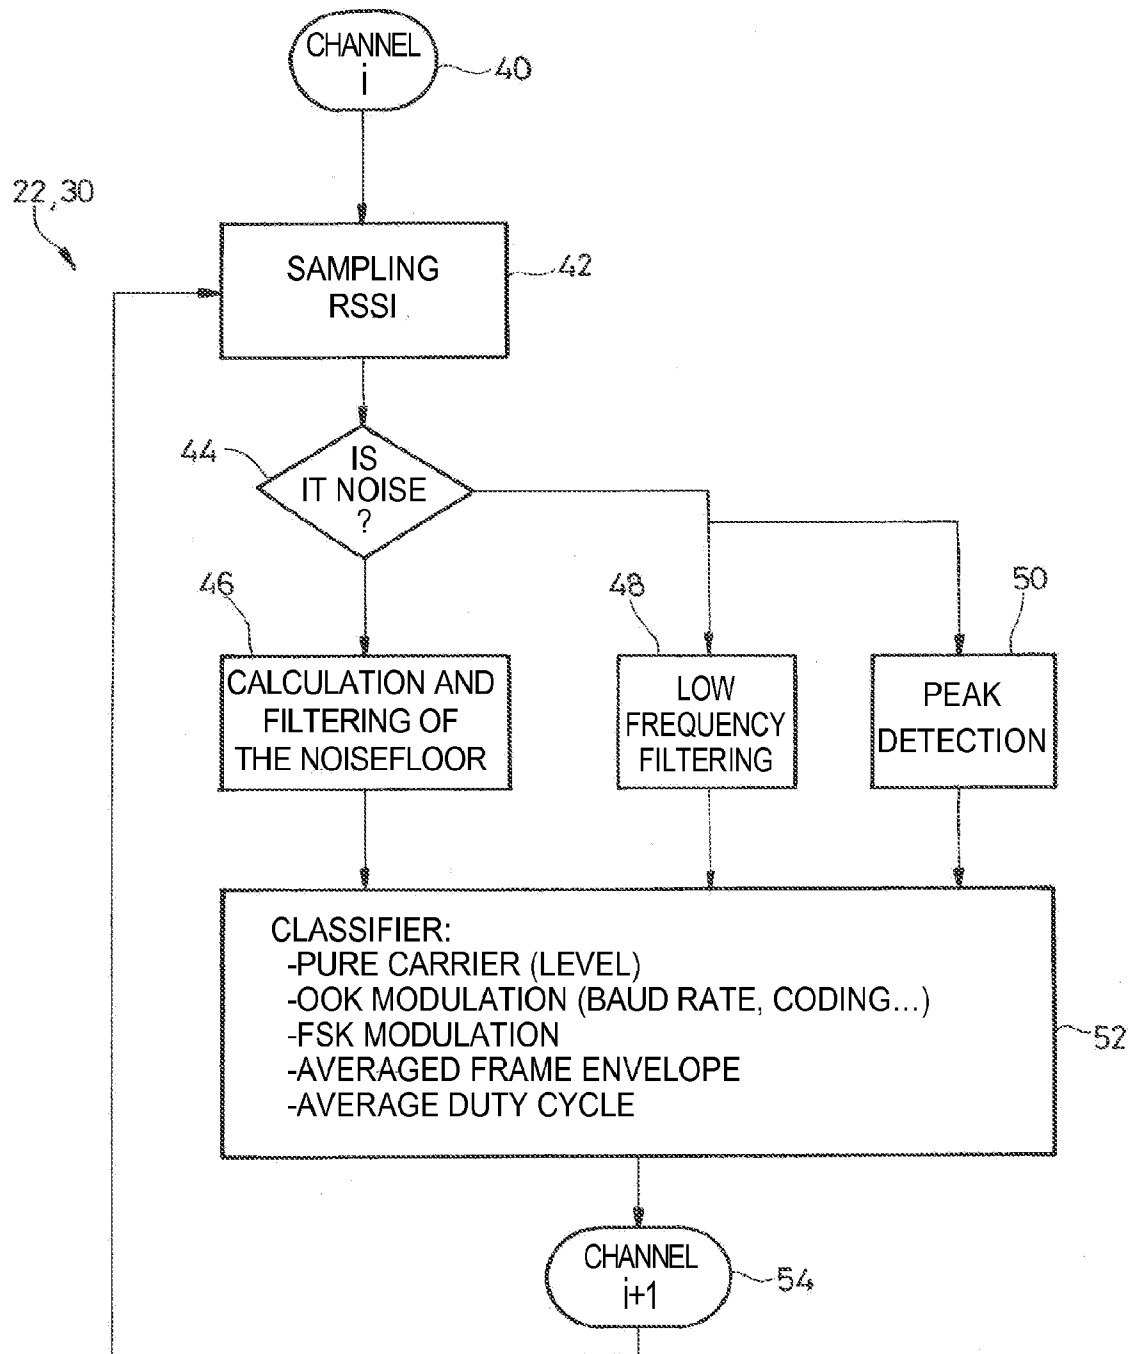 CHANNEL
i
40
22,30
SAMPLING
RSSI
42
44
IS
IT NOISE
?
46
CALCULATION AND
FILTERING OF
THE NOISEFLOOR
48
LOW
FREQUENCY
FILTERING
50
PEAK
DETECTION
CLASSIFIER:
-PURE CARRIER (LEVEL)
-OOK MODULATION (BAUD RATE, CODING...)
-FSK MODULATION
-AVERAGED FRAME ENVELOPE
-AVERAGE DUTY CYCLE
52
CHANNEL
i+1
54